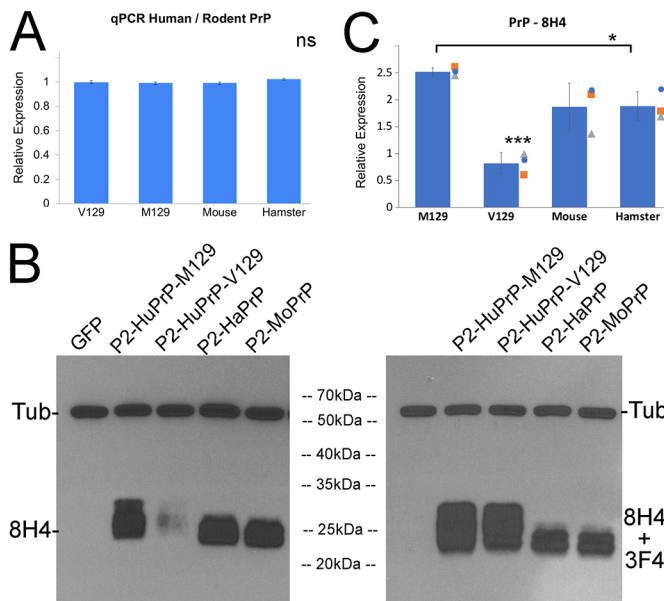 A
qPCR Human / Rodent PrP
ns
Relative Expression
1
0.8
0.6
0.4
0.2
0
V129
M129
Mouse
Hamster
C
PrP - 8H4
*
***
Relative Expression
2.5
2
1.5
1
0.5
0
M129
V129
Mouse
Hamster
B
GFP
P2-HuPrP-M129
P2-HuPrP-V129
P2-HaPrP
P2-MoPrP
P2-HuPrP-M129
P2-HuPrP-V129
P2-HaPrP
P2-MoPrP
Tub-
8H4-
-- 70kDa --
-- 50kDa --
-- 40kDa --
-- 35kDa --
-- 25kDa --
-- 20kDa --
-Tub
8H4
+
3F4